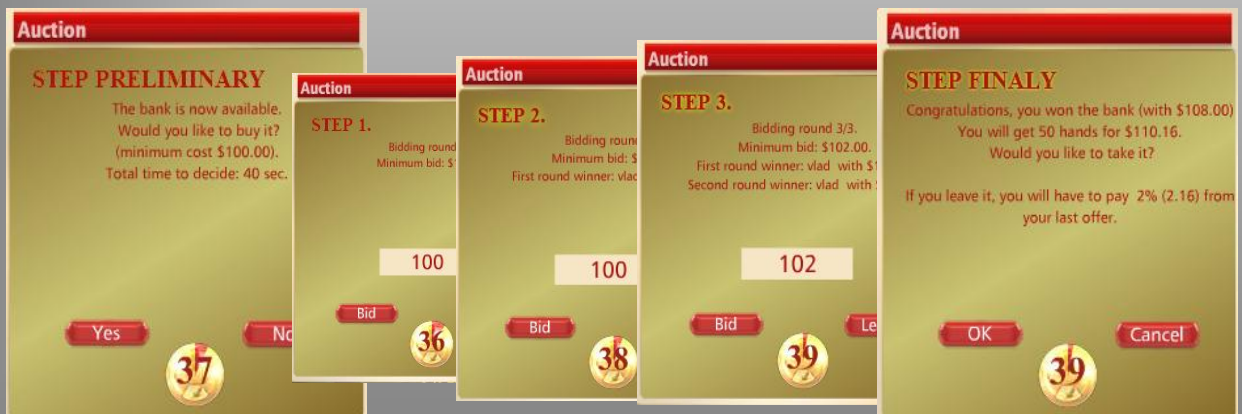 Auction
STEP PRELIMINARY
The bank is now available.
Would you like to buy it?
(minimum cost $100.00).
Total time to decide: 40 sec.
Yes
No
37
Auction
STEP 1.
Bidding round
Minimum bid: $
100
Bid
36
Auction
STEP 2.
Bidding roun
Minimum bid: $
First round winner: vlad
100
Bid
38
Auction
STEP 3.
Bidding round 3/3.
Minimum bid: $102.00.
First round winner: vlad with $
Second round winner: vlad with
102
Bid
Le
39
Auction
STEP FINALY
Congratulations, you won the bank (with $108.00)
You will get 50 hands for $110.16.
Would you like to take it?
If you leave it, you will have to pay 2% (2.16) from
your last offer.
OK
Cancel
39